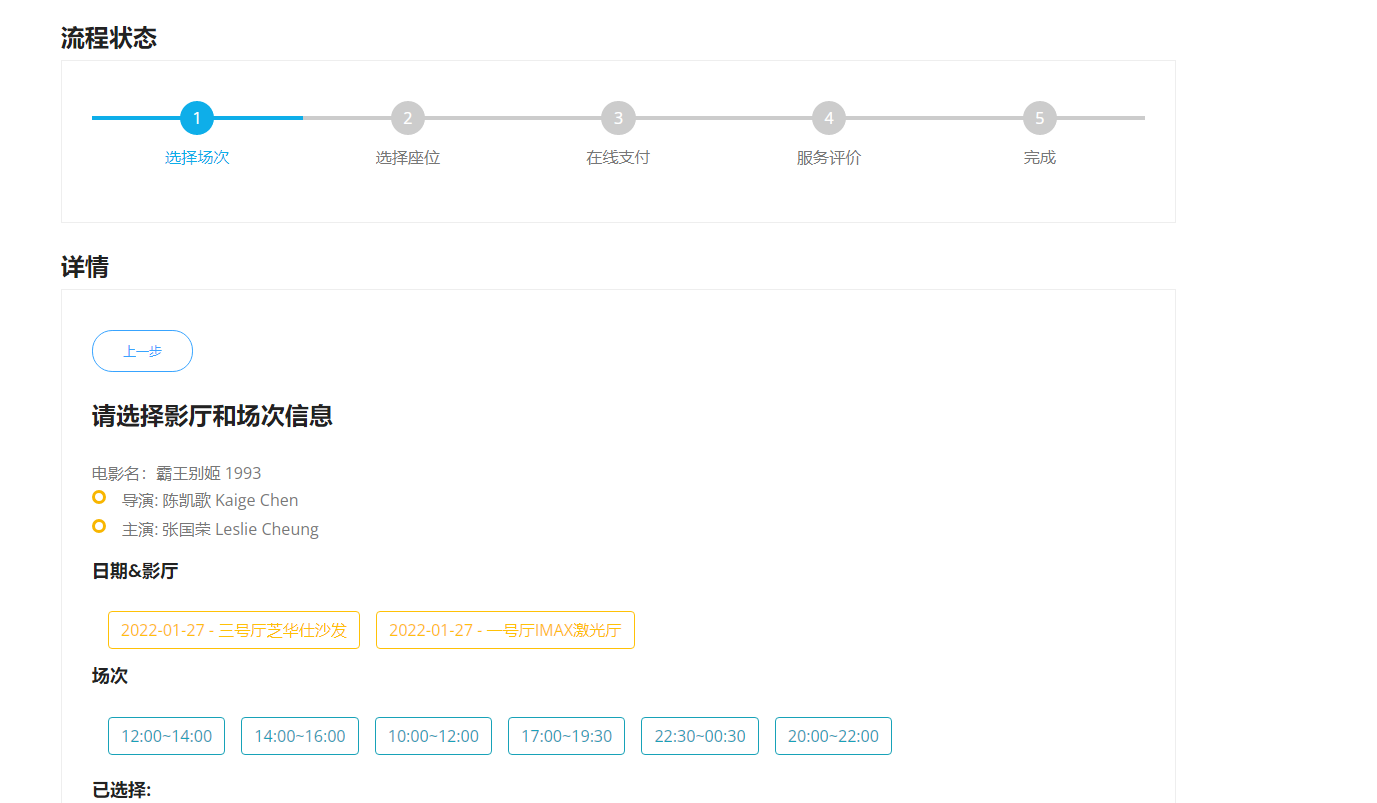 流程状态
1 2 3 4 5
选择场次 选择座位 在线支付 服务评价 完成
详情
上一步
请选择影厅和场次信息
电影名：霸王别姬 1993
导演: 陈凯歌 Kaige Chen
主演: 张国荣 Leslie Cheung
日期&影厅
2022-01-27 - 三号厅芝华仕沙发 2022-01-27 - 一号厅IMAX激光厅
场次
12:00~14:00 14:00~16:00 10:00~12:00 17:00~19:30 22:30~00:30 20:00~22:00
已选择: